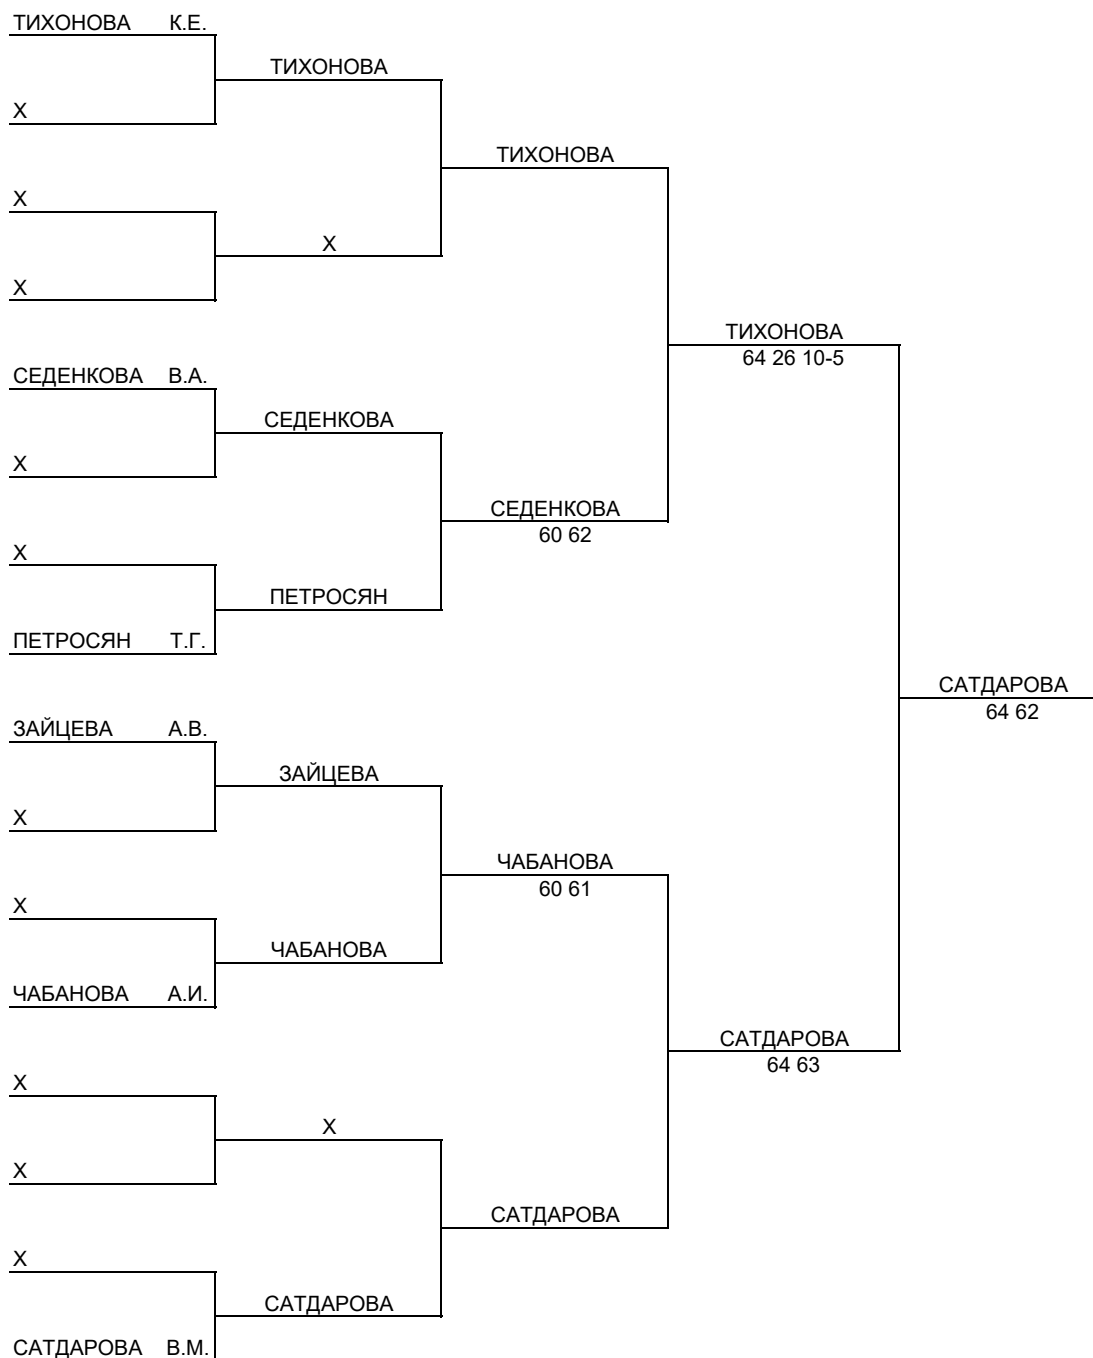 ТИХОНОВА К.Е.
ТИХОНОВА
X
ТИХОНОВА
X
X
X
ТИХОНОВА
64 26 10-5
СЕДЕНКОВА В.А.
СЕДЕНКОВА
X
СЕДЕНКОВА
60 62
X
ПЕТРОСЯН
ПЕТРОСЯН Т.Г.
САТДАРОВА
64 62
ЗАЙЦЕВА А.В.
ЗАЙЦЕВА
X
ЧАБАНОВА
60 61
X
ЧАБАНОВА
ЧАБАНОВА А.И.
САТДАРОВА
64 63
X
X
X
САТДАРОВА
X
САТДАРОВА
САТДАРОВА В.М.